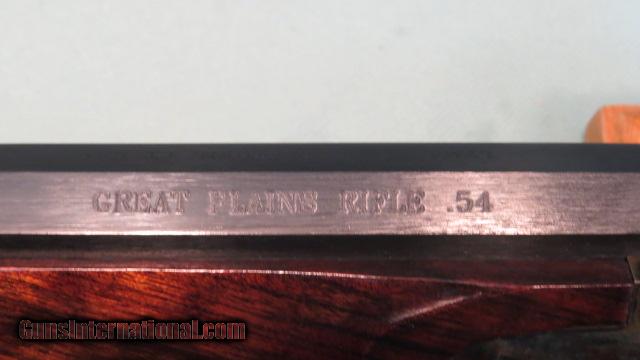 GREAT PLAINS RIFLE .54
GunsInternational.com